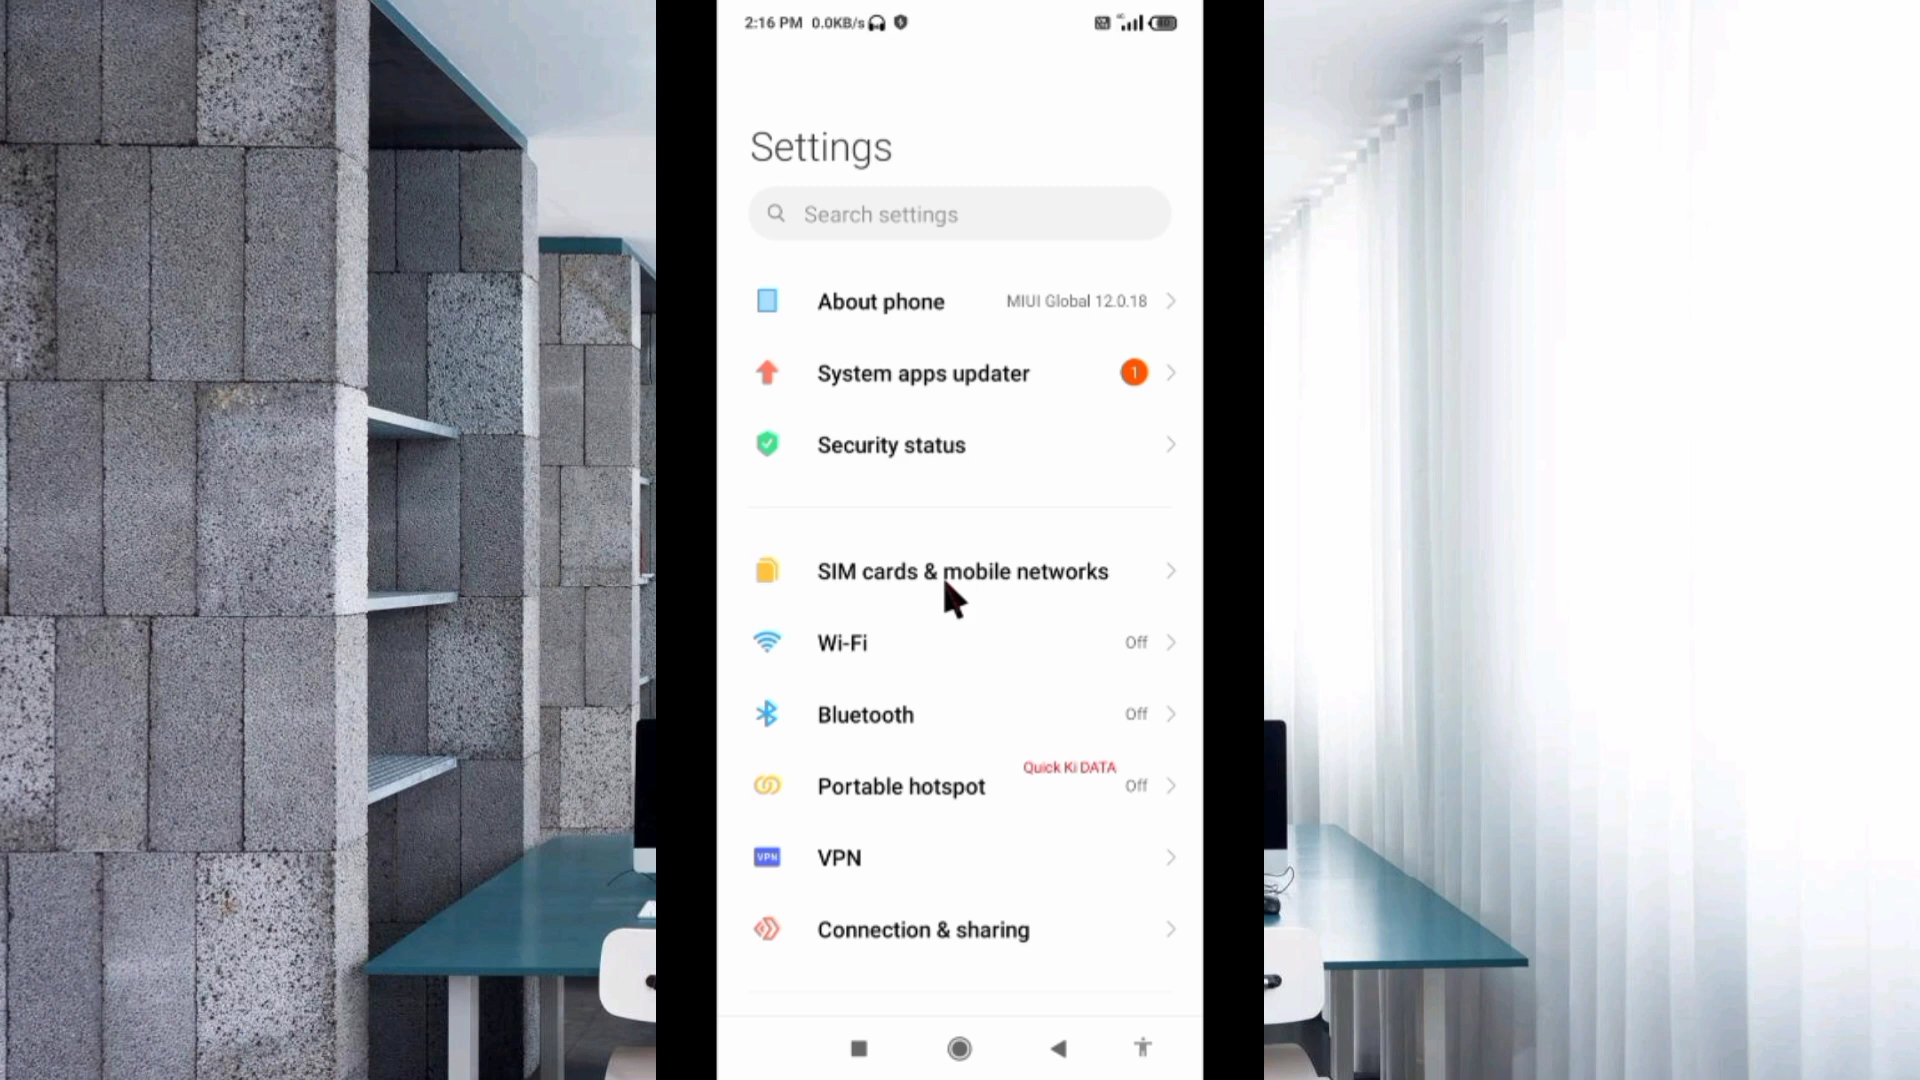 2:16 PM 0.0KB/s
Settings
Search settings
About phone MIUI Global 12.0.18
System apps updater 1
Security status
SIM cards & mobile networks
Wi-Fi Off
Bluetooth Off
Quick Ki DATA
Portable hotspot Off
VPN VPN
Connection & sharing